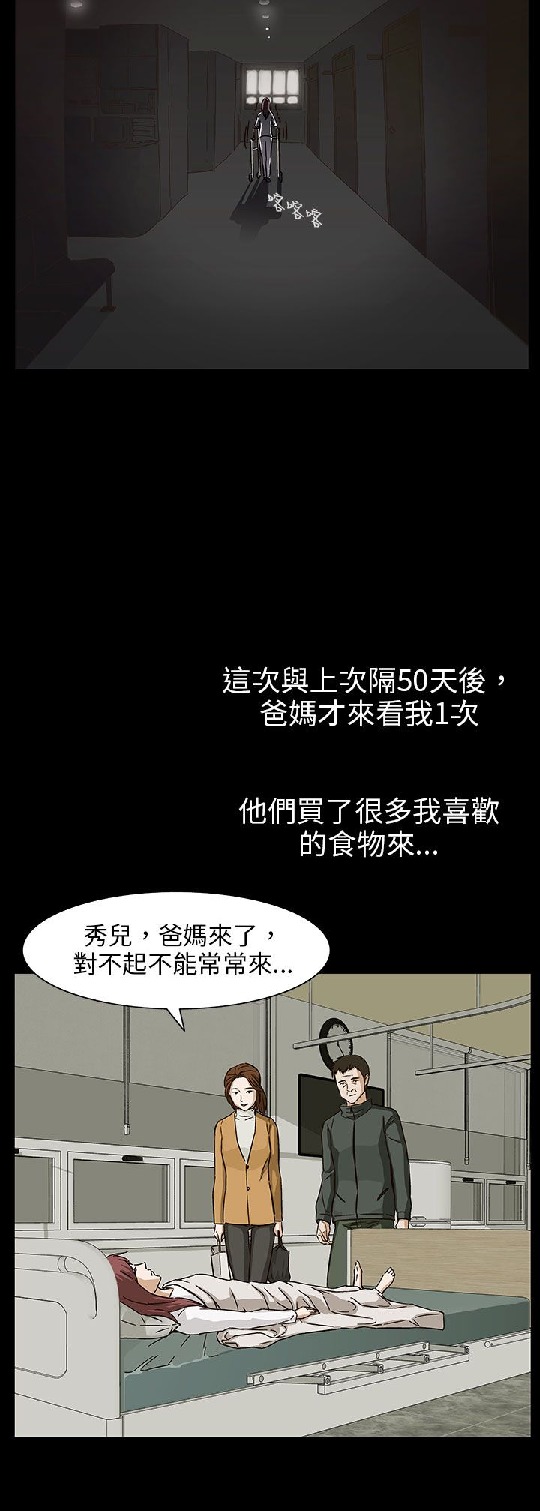 喀喀喀
這次與上次隔50天後，
爸媽才來看我1次
他們買了很多我喜歡
的食物來...
秀兒，爸媽來了，
對不起不能常常來...